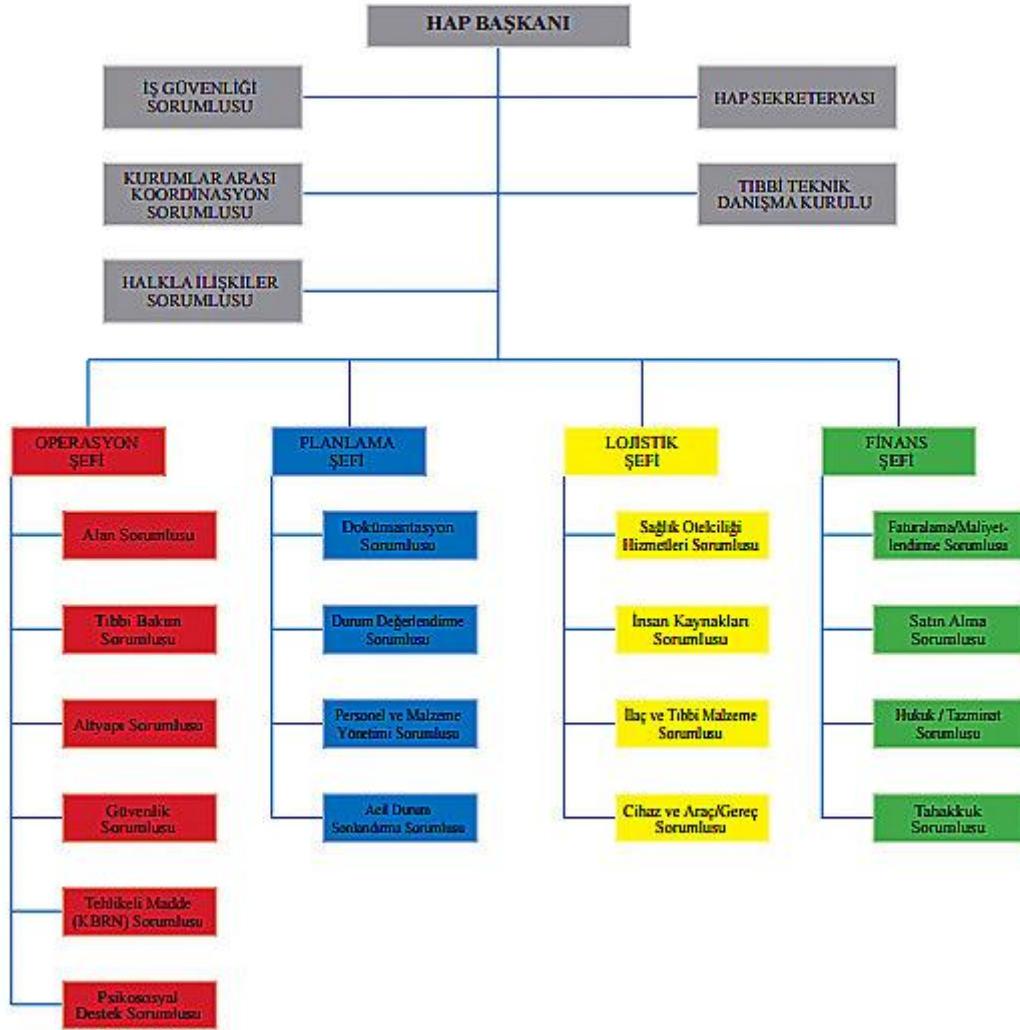 HAP BAŞKANI
İŞ GÜVENLİĞİ
SORUMLUSU
HAP SEKRETERYASI
KURUMLAR ARASI
KOORDİNASYON
SORUMLUSU
TIBBİ TEKNİK
DANIŞMA KURULU
HALKLA İLİŞKİLER
SORUMLUSU
OPERASYON
ŞEFİ
Alan Sorumlusu
Tıbbi Bakım
Sorumlusu
Altyapı Sorumlusu
Güvenlik
Sorumlusu
Tehlikeli Madde
(KBRN) Sorumlusu
Psikososyal
Destek Sorumlusu
PLANLAMA
ŞEFİ
Dokümantasyon
Sorumlusu
Durum Değerlendirme
Sorumlusu
Personel ve Malzeme
Yönetimi Sorumlusu
Acil Durum
Sonlandırma Sorumlusu
LOJİSTİK
ŞEFİ
Sağlık Otelciliği
Hizmetleri Sorumlusu
İnsan Kaynakları
Sorumlusu
İlaç ve Tıbbi Malzeme
Sorumlusu
Cihaz ve Araç/Gereç
Sorumlusu
FİNANS
ŞEFİ
Faturalama/Maliyet-
lendirme Sorumlusu
Satın Alma
Sorumlusu
Hukuk / Tazminat
Sorumlusu
Tahakkuk
Sorumlusu